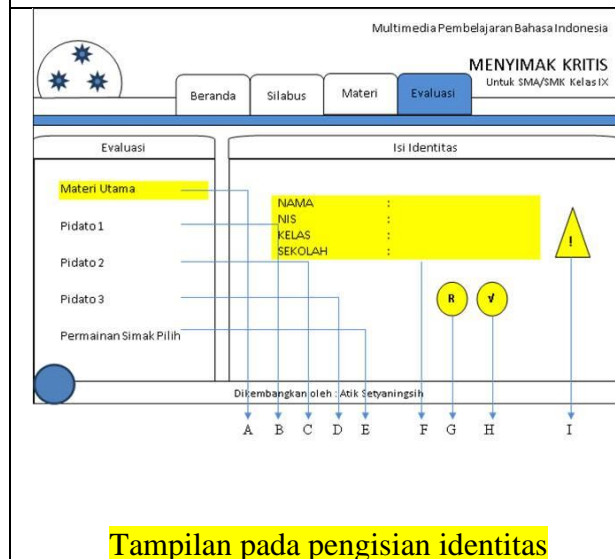 Multimedia Pembelajaran Bahasa Indonesia
MENYIMAK KRITIS
Untuk SMA/SMK Kelas IX
Beranda
Silabus
Materi
Evaluasi
Evaluasi
Isi Identitas
Materi Utama
Pidato 1
Pidato 2
Pidato 3
Permainan Simak Pilih
NAMA :
NIS :
KELAS :
SEKOLAH :
!
R √
Dikembangkan oleh : Atik Setyaningsih
A B C D E F G H I
Tampilan pada pengisian identitas